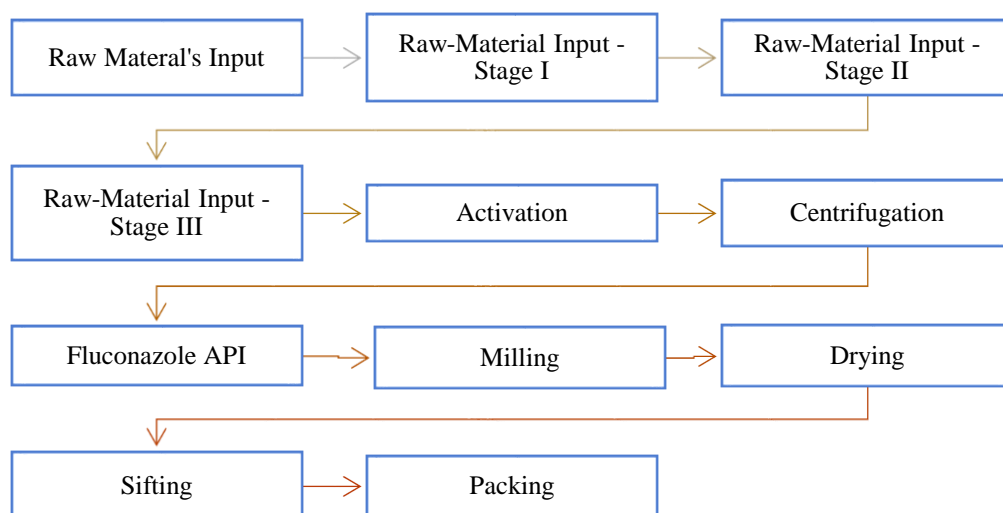 Raw Materal's Input
Raw-Material Input -
Stage I
Raw-Material Input -
Stage II
Raw-Material Input -
Stage III
Activation
Centrifugation
Fluconazole API
Milling
Drying
Sifting
Packing